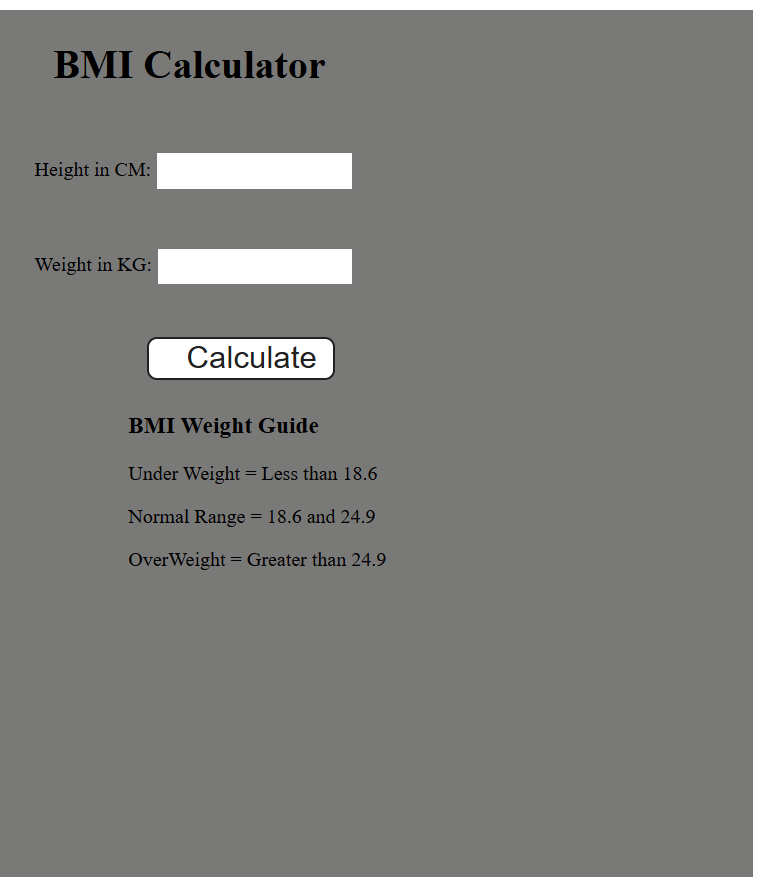 BMI Calculator
Height in CM:
Weight in KG:
Calculate
BMI Weight Guide
Under Weight = Less than 18.6
Normal Range = 18.6 and 24.9
OverWeight = Greater than 24.9